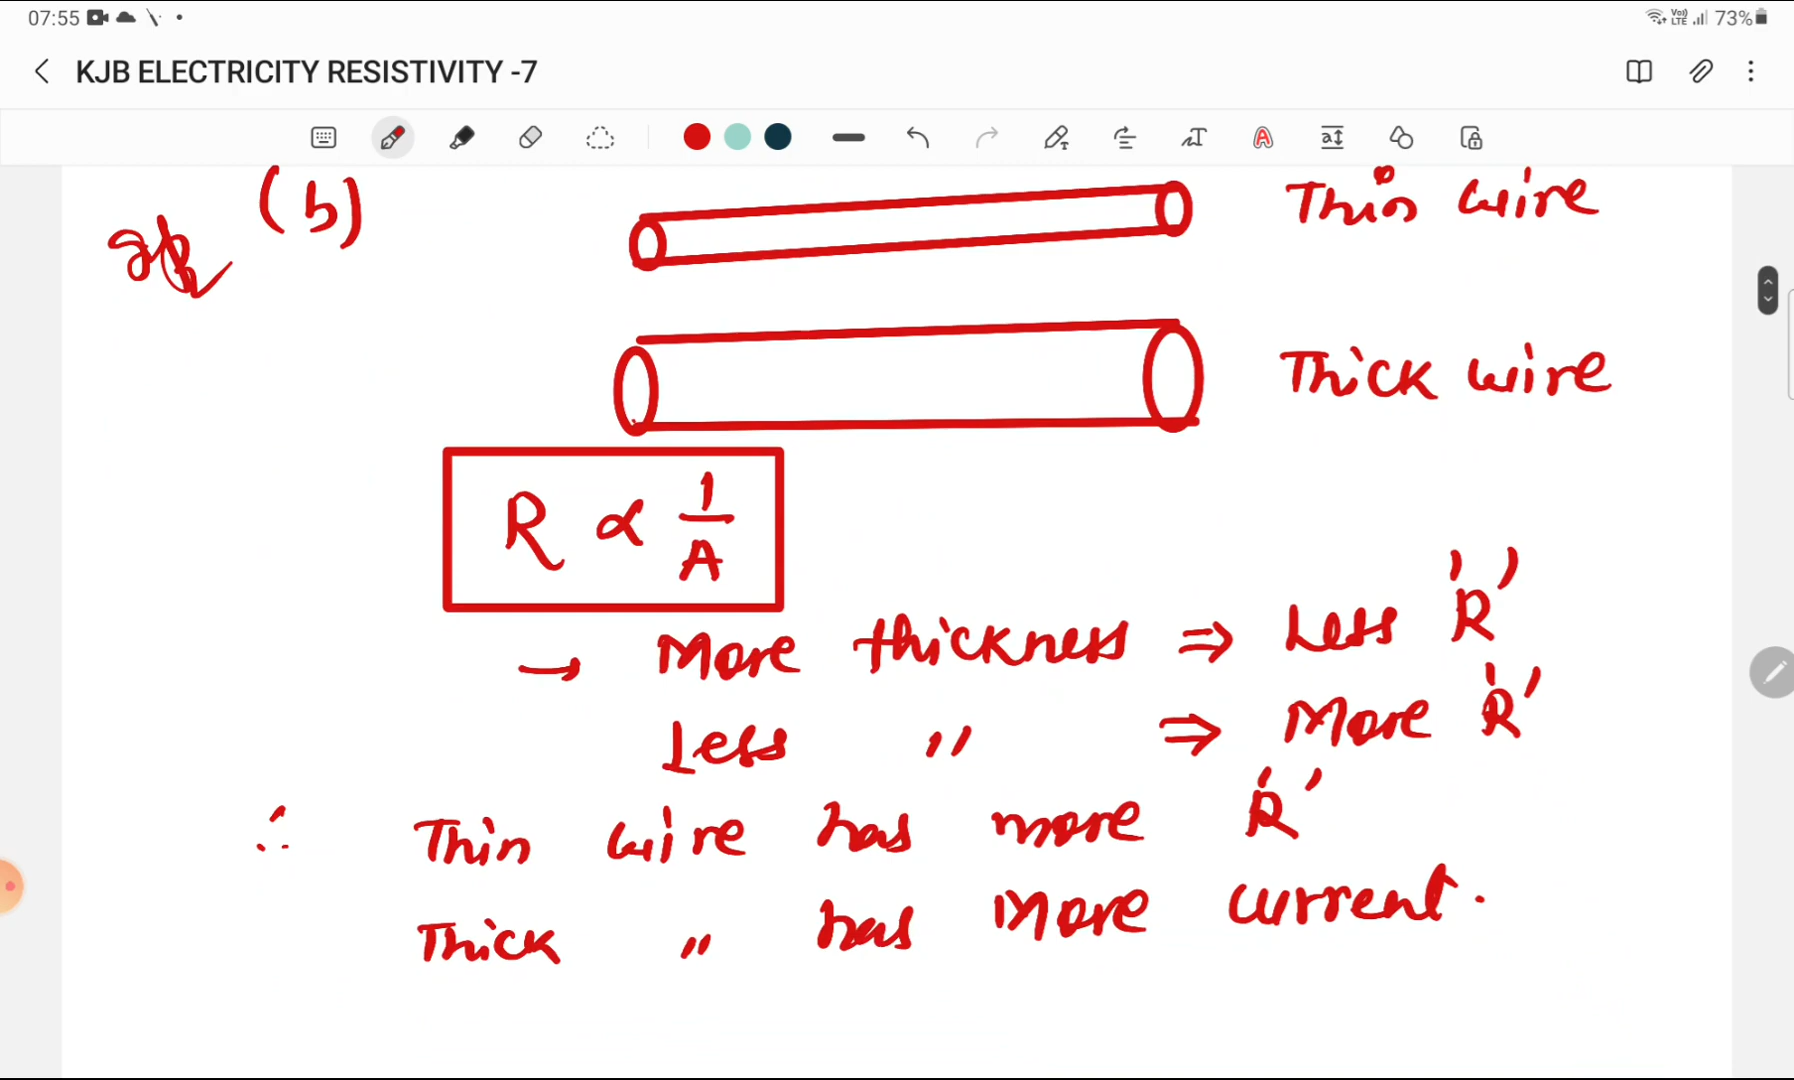 07:55
VoLTE 73%
KJB ELECTRICITY RESISTIVITY -7
(b)
Thin wire
Thick wire
R ∝ 1/A
→ More thickness ⇒ Less 'R'
Less " ⇒ More 'R'
∴ Thin wire has more 'R'
Thick " has More current.